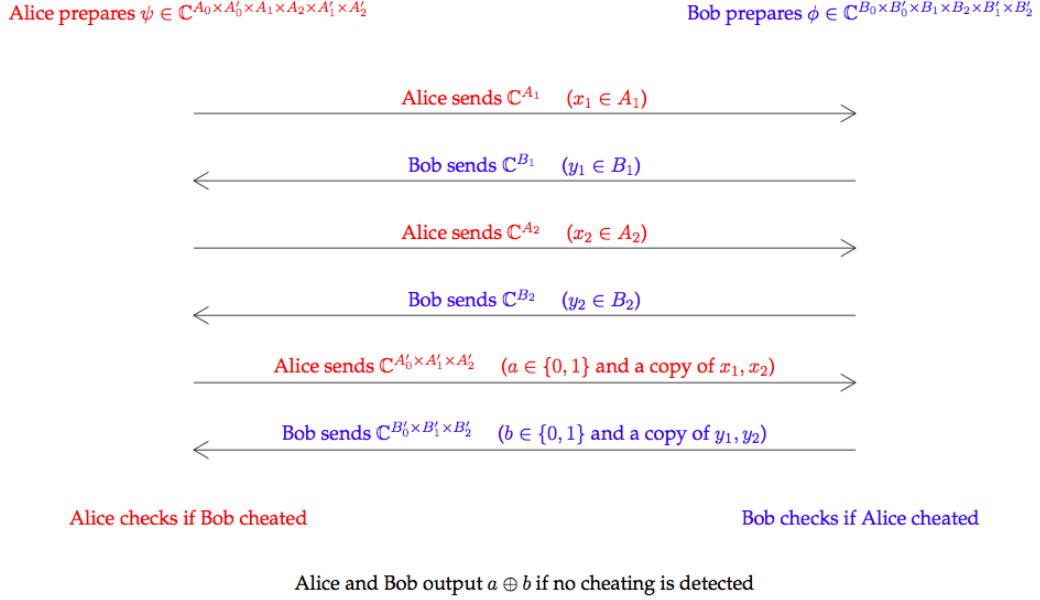 Alice prepares ψ ∈ ℂ^{A₀×A′₀×A₁×A₂×A′₁×A′₂}
Bob prepares ϕ ∈ ℂ^{B₀×B′₀×B₁×B₂×B′₁×B′₂}
Alice sends ℂ^{A₁} (x₁ ∈ A₁)
Bob sends ℂ^{B₁} (y₁ ∈ B₁)
Alice sends ℂ^{A₂} (x₂ ∈ A₂)
Bob sends ℂ^{B₂} (y₂ ∈ B₂)
Alice sends ℂ^{A′₀×A′₁×A′₂} (a ∈ {0, 1} and a copy of x₁, x₂)
Bob sends ℂ^{B′₀×B′₁×B′₂} (b ∈ {0, 1} and a copy of y₁, y₂)
Alice checks if Bob cheated
Bob checks if Alice cheated
Alice and Bob output a ⊕ b if no cheating is detected